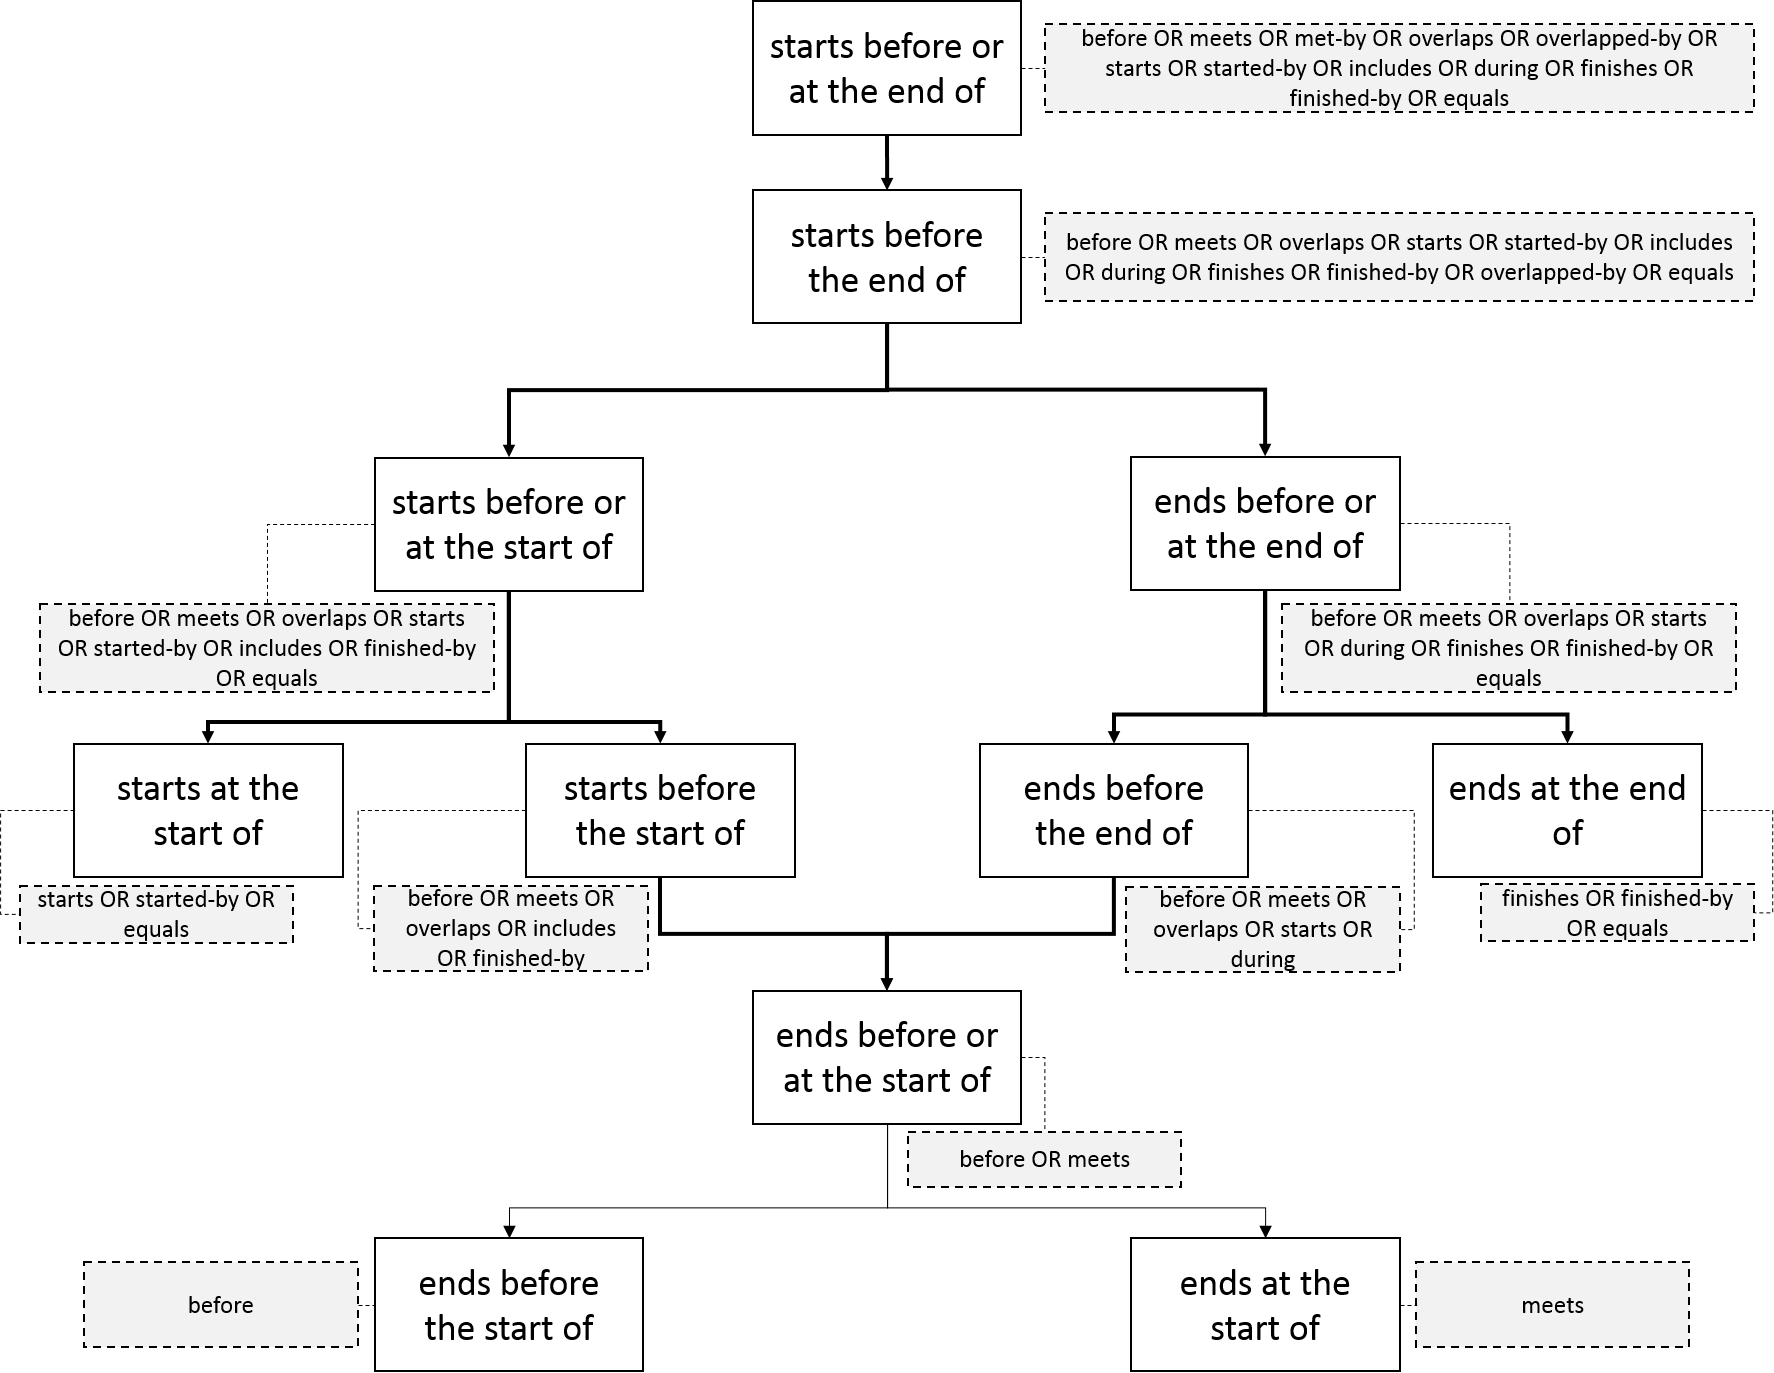 starts before or
at the end of
before OR meets OR met-by OR overlaps OR overlapped-by OR
starts OR started-by OR includes OR during OR finishes OR
finished-by OR equals
starts before
the end of
before OR meets OR overlaps OR starts OR started-by OR includes
OR during OR finishes OR finished-by OR overlapped-by OR equals
starts before or
at the start of
ends before or
at the end of
before OR meets OR overlaps OR starts
OR started-by OR includes OR finished-by
OR equals
before OR meets OR overlaps OR starts
OR during OR finishes OR finished-by OR
equals
starts at the
start of
starts before
the start of
ends before
the end of
ends at the end
of
starts OR started-by OR
equals
before OR meets OR
overlaps OR includes
OR finished-by
before OR meets OR
overlaps OR starts OR
during
finishes OR finished-by
OR equals
ends before or
at the start of
before OR meets
before
ends before
the start of
ends at the
start of
meets